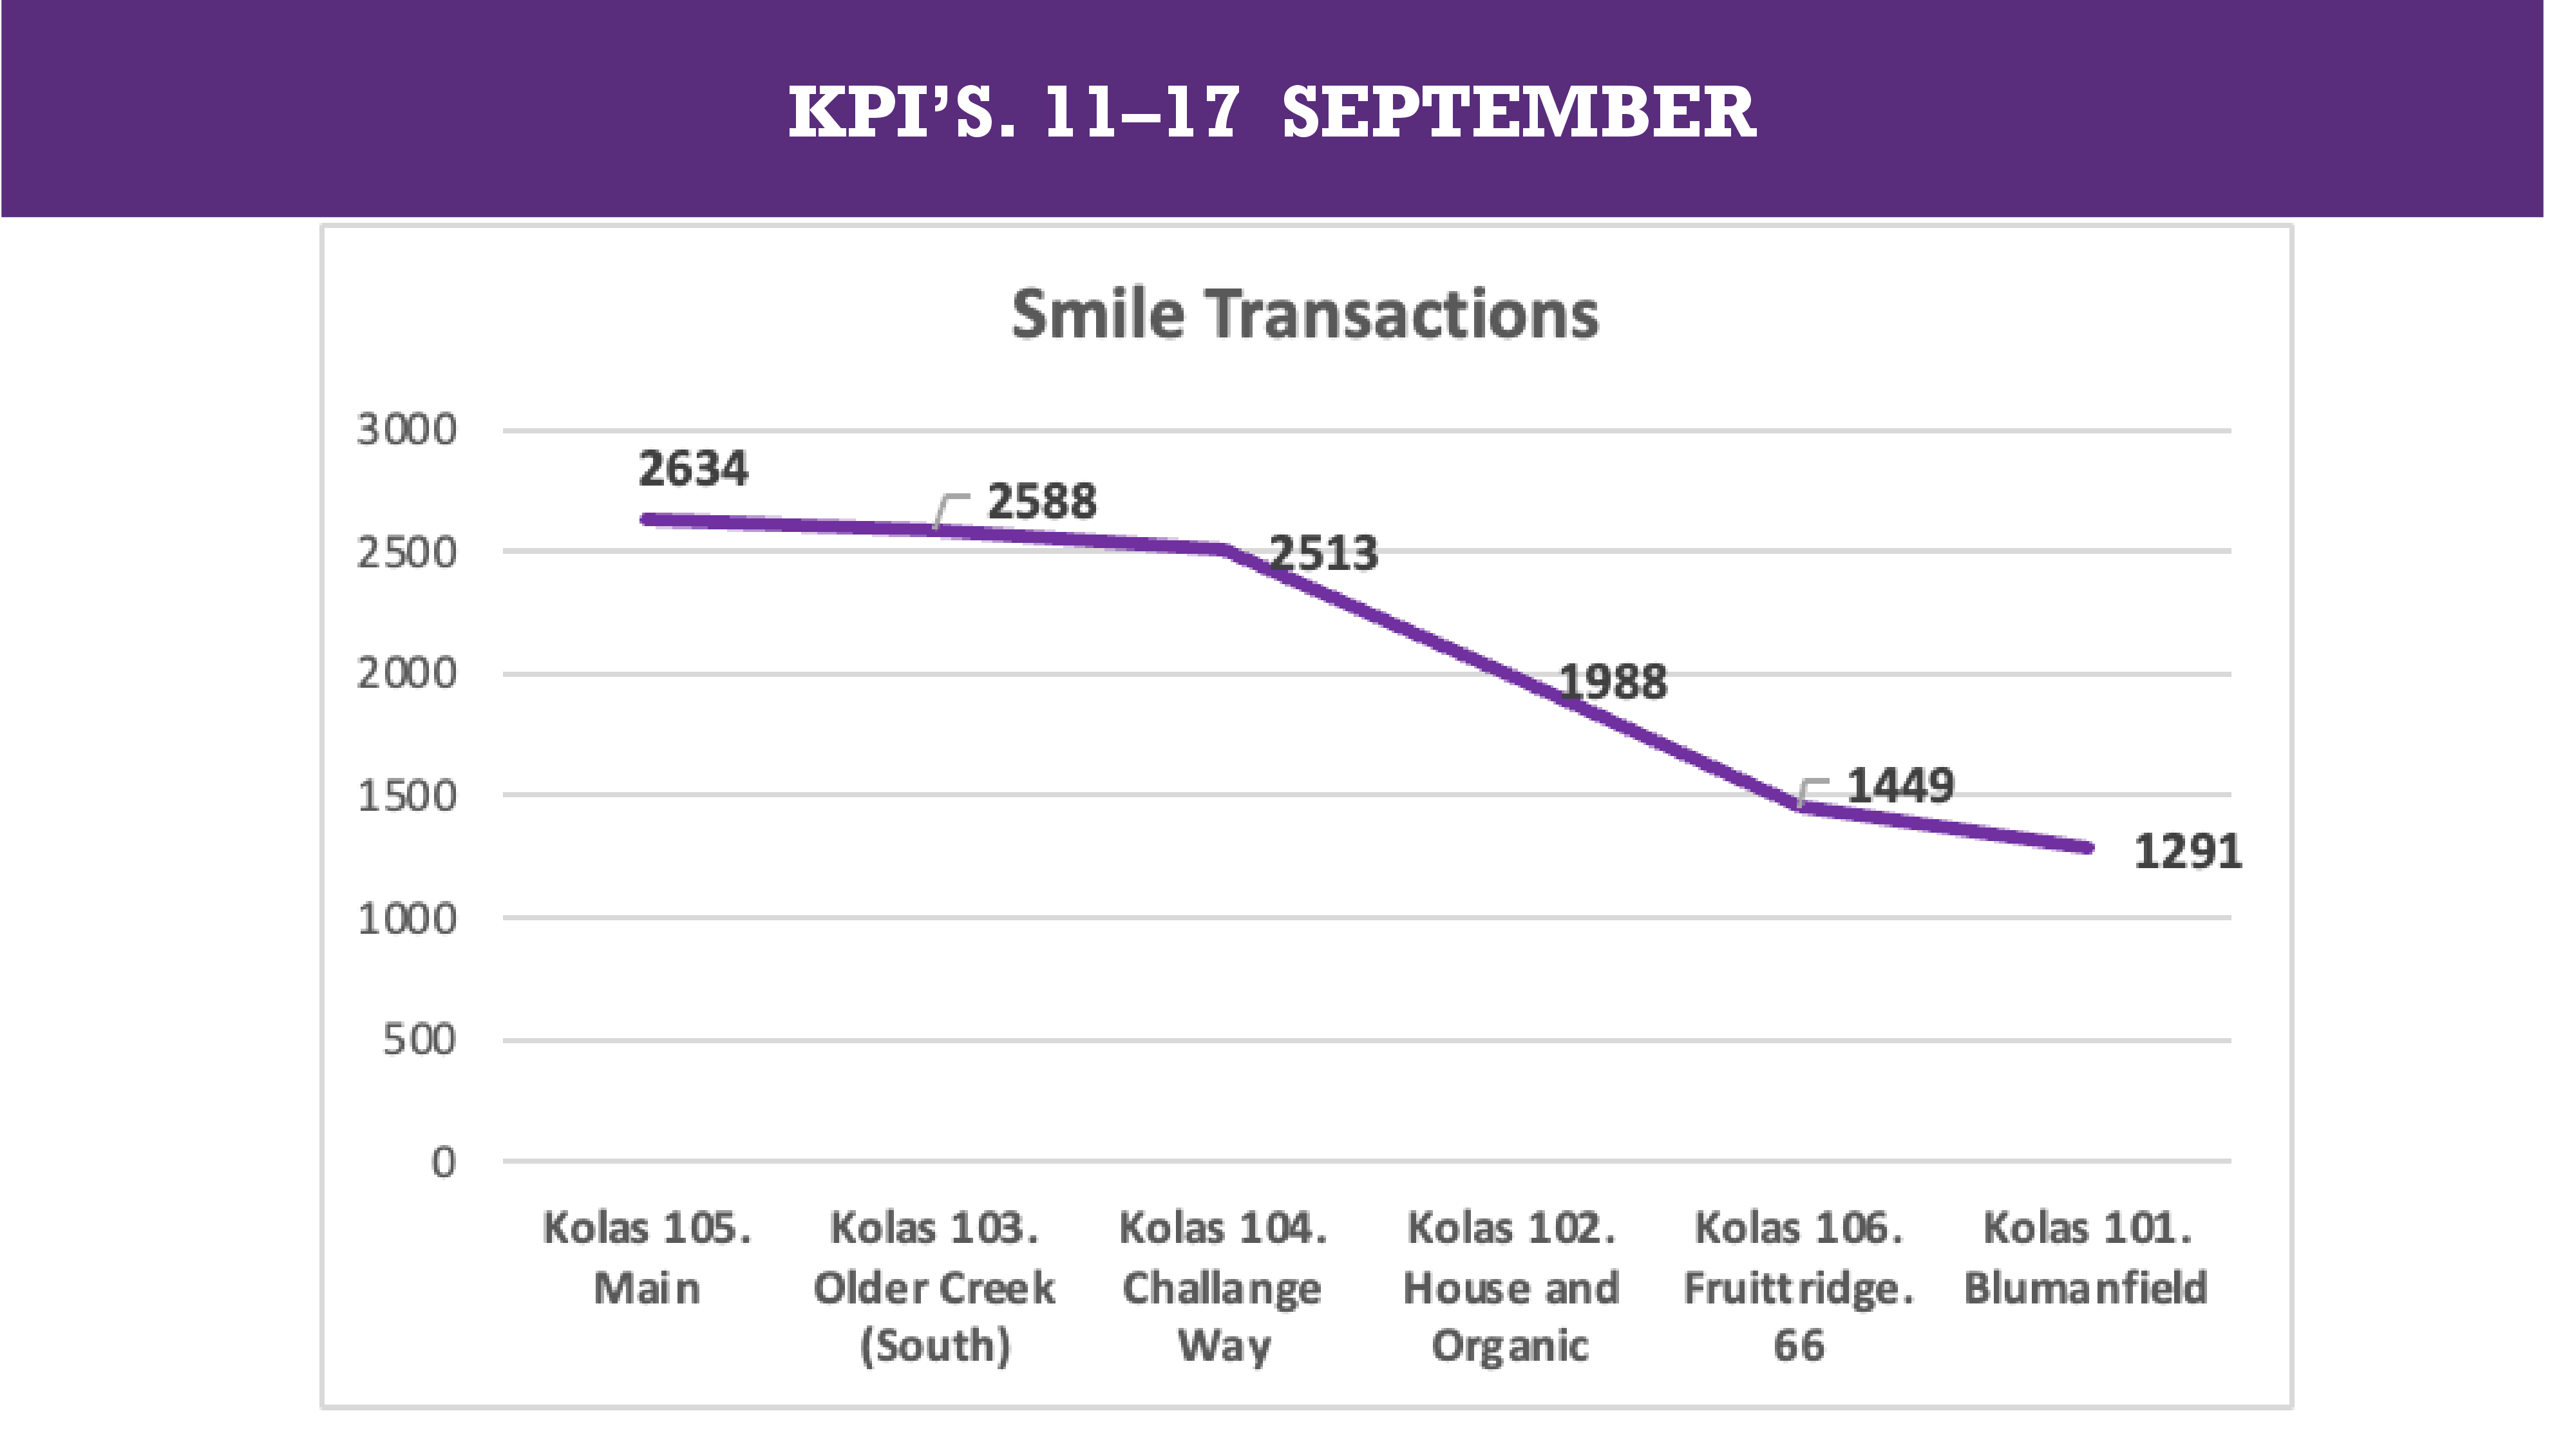 KPI’S. 11–17 SEPTEMBER
Smile Transactions
3000
2500
2000
1500
1000
500
0
2634
2588
2513
1988
1449
1291
Kolas 105.
Main
Kolas 103.
Older Creek
(South)
Kolas 104.
Challange
Way
Kolas 102.
House and
Organic
Kolas 106.
Fruittridge.
66
Kolas 101.
Blumanfield